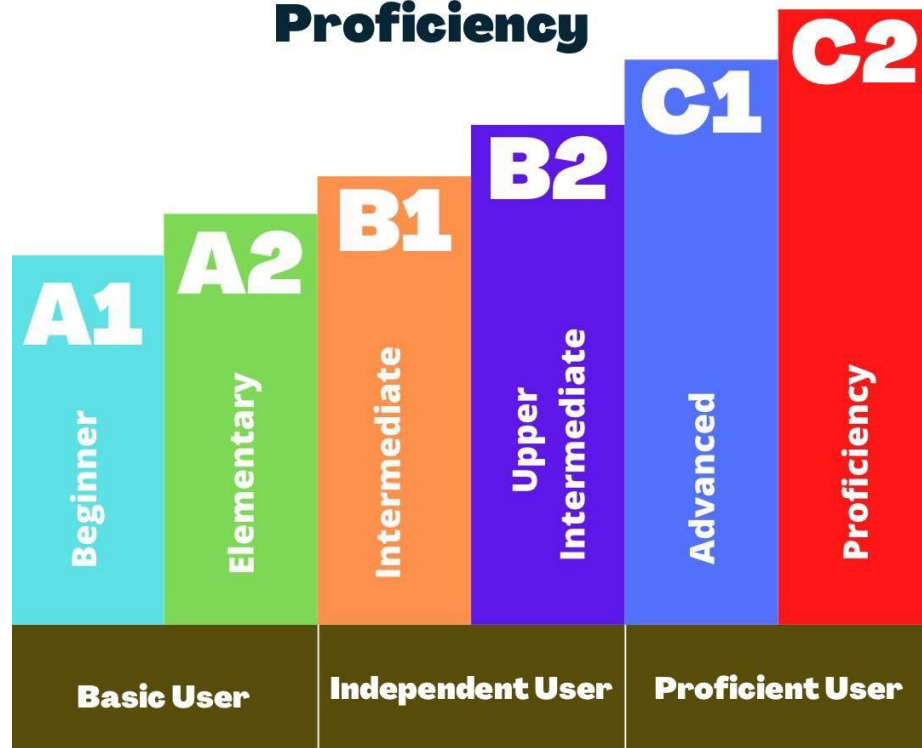 Proficiency
A1
Beginner
A2
Elementary
B1
Intermediate
B2
Upper
Intermediate
C1
Advanced
C2
Proficiency
Basic User
Independent User
Proficient User